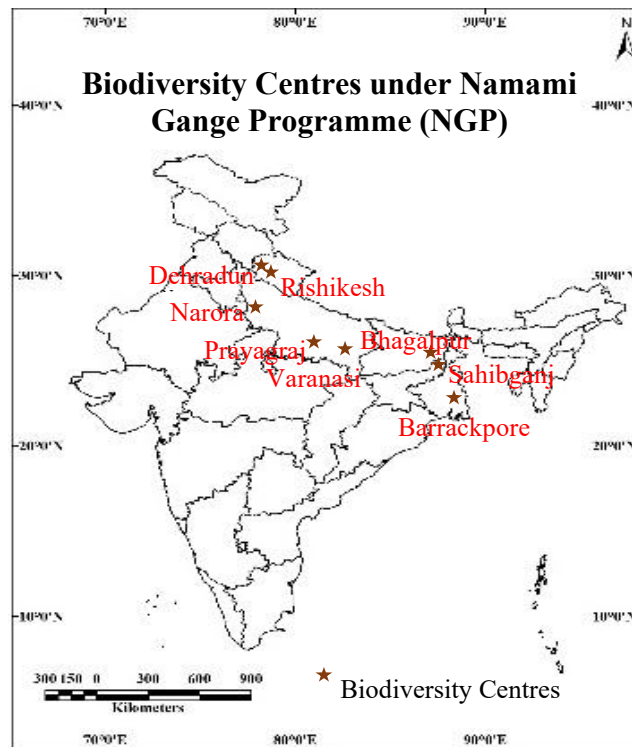 70°0'E 80°0'E 90°0'E
N
Biodiversity Centres under Namami
Gange Programme (NGP)
40°0'N 40°0'N
30°0'N 30°0'N
Dehradun
Rishikesh
Narora
Prayagraj
Bhagalpur
Varanasi
Sahibganj
Barrackpore
20°0'N 20°0'N
10°0'N 10°0'N
300 150 0 300 600 900
Kilometers
Biodiversity Centres
70°0'E 80°0'E 90°0'E